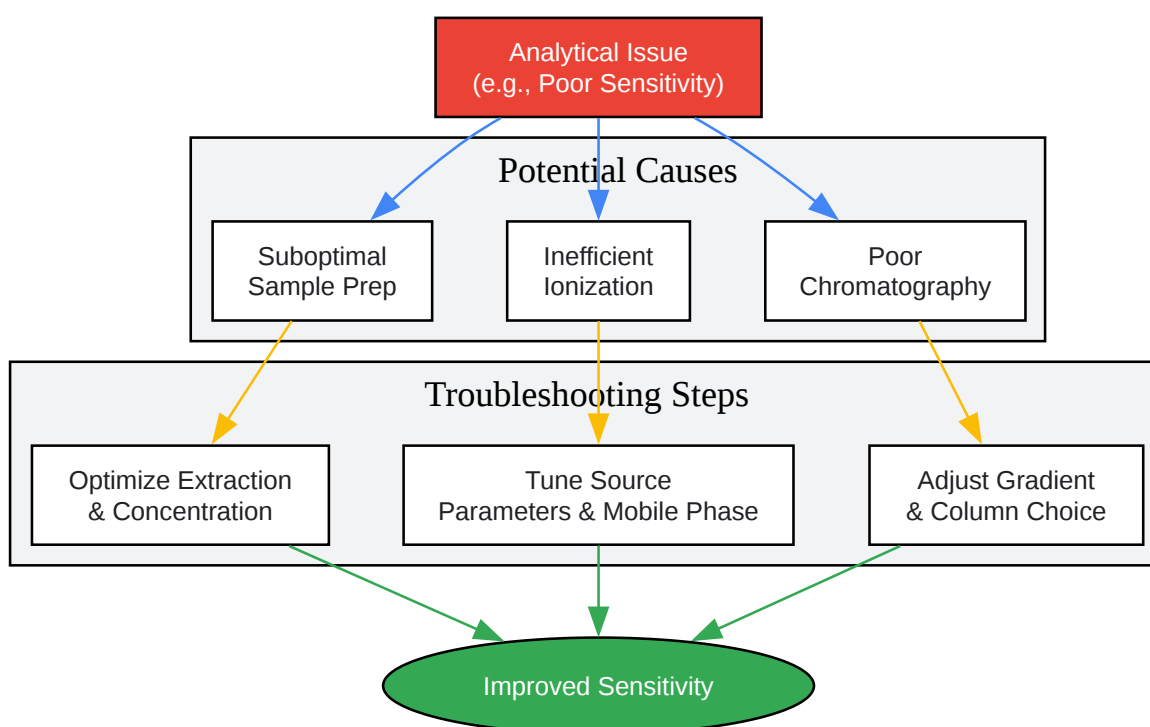 Analytical Issue
(e.g., Poor Sensitivity)
Potential Causes
Suboptimal
Sample Prep
Inefficient
Ionization
Poor
Chromatography
Troubleshooting Steps
Optimize Extraction
& Concentration
Tune Source
Parameters & Mobile Phase
Adjust Gradient
& Column Choice
Improved Sensitivity